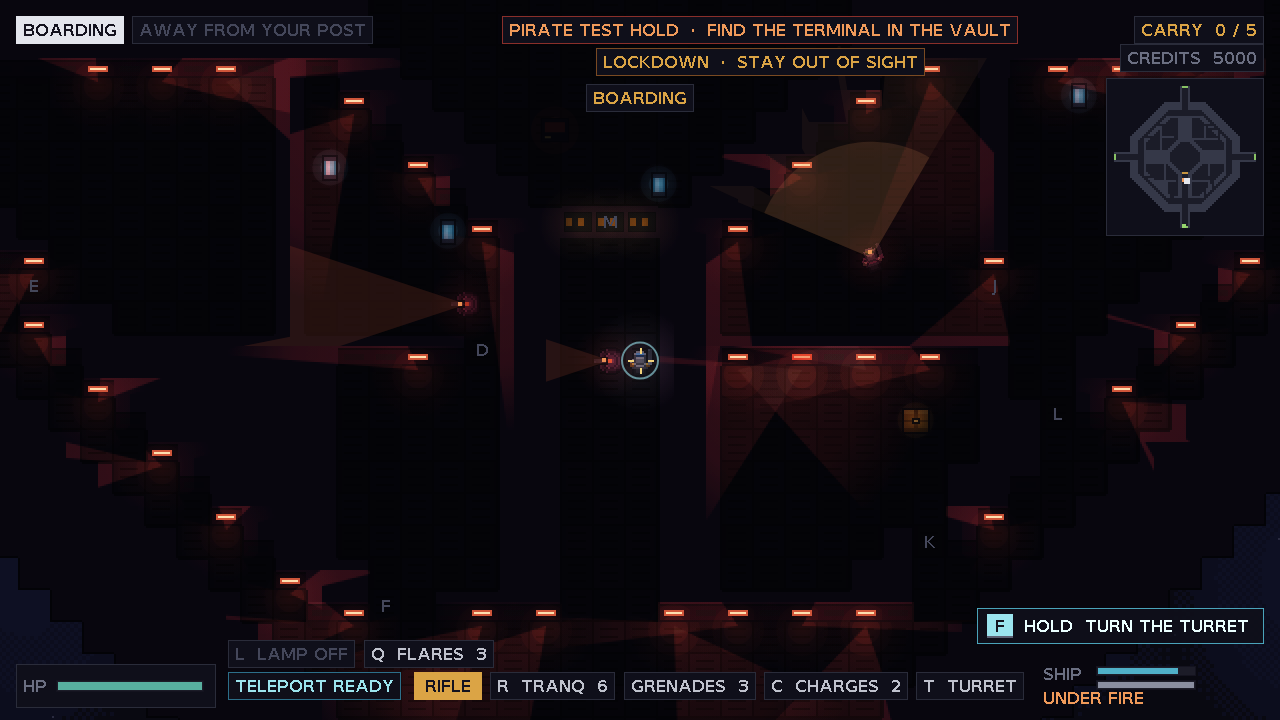 BOARDING AWAY FROM YOUR POST
PIRATE TEST HOLD · FIND THE TERMINAL IN THE VAULT
CARRY 0 / 5
LOCKDOWN · STAY OUT OF SIGHT
CREDITS 5000
BOARDING
M
E
J
D
L
K
F
F HOLD TURN THE TURRET
L LAMP OFF Q FLARES 3
HP
TELEPORT READY RIFLE R TRANQ 6 GRENADES 3 C CHARGES 2 T TURRET
SHIP
UNDER FIRE